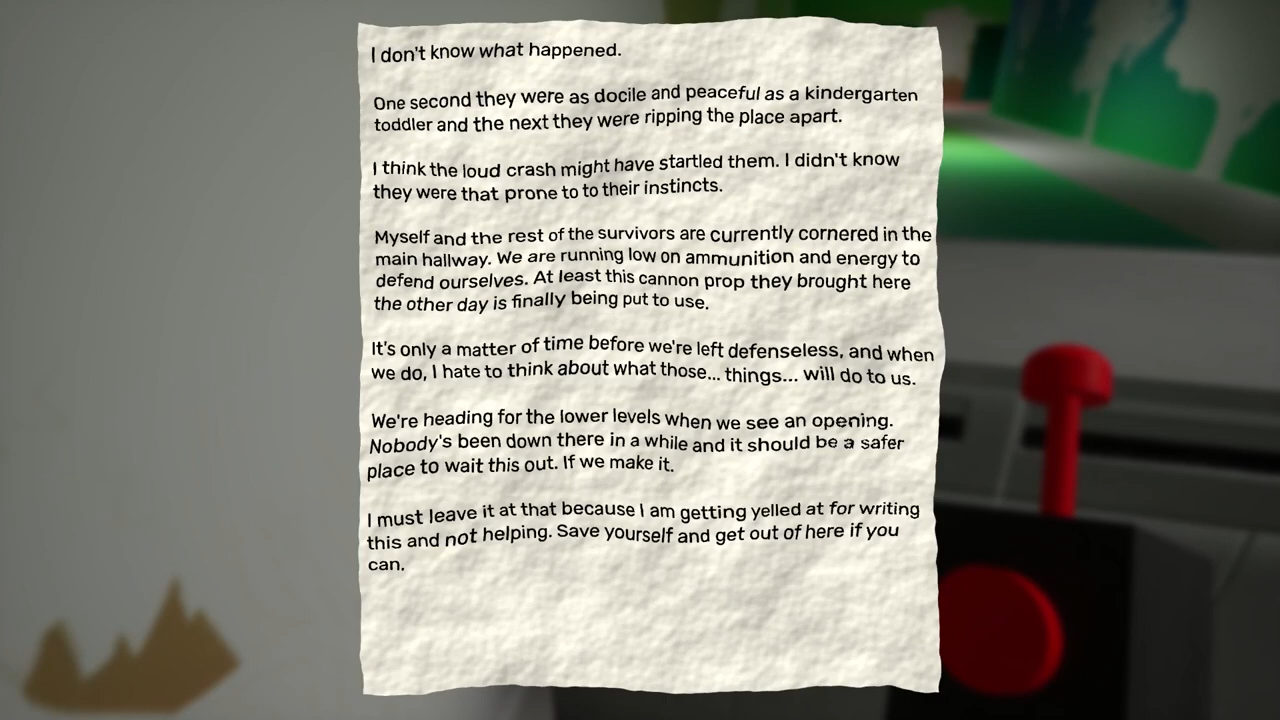 I don't know what happened.
One second they were as docile and peaceful as a kindergarten
toddler and the next they were ripping the place apart.
I think the loud crash might have startled them. I didn't know
they were that prone to to their instincts.
Myself and the rest of the survivors are currently cornered in the
main hallway. We are running low on ammunition and energy to
defend ourselves. At least this cannon prop they brought here
the other day is finally being put to use.
It's only a matter of time before we're left defenseless, and when
we do, I hate to think about what those... things... will do to us.
We're heading for the lower levels when we see an opening.
Nobody's been down there in a while and it should be a safer
place to wait this out. If we make it.
I must leave it at that because I am getting yelled at for writing
this and not helping. Save yourself and get out of here if you
can.